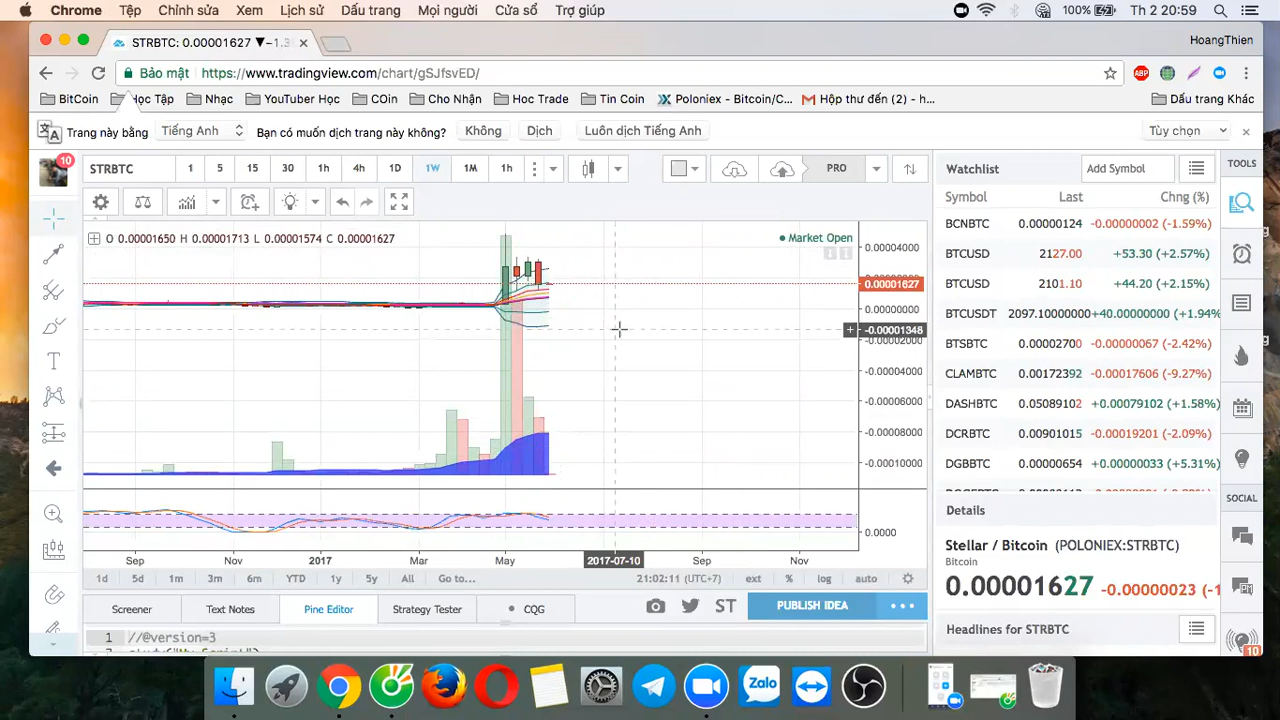 Chrome Tệp Chỉnh sửa Xem Lịch sử Dấu trang Mọi người Cửa sổ Trợ giúp 100% Th 2 20:59
STRBTC: 0.00001627 ▼−1.3 HoangThien
Bảo mật https://www.tradingview.com/chart/gSJfsvED/
BitCoin Học Tập Nhạc YouTuber Học COin Cho Nhận Hoc Trade Tin Coin Poloniex - Bitcoin/C... Hộp thư đến (2) - h... Dấu trang Khác
Trang này bằng Tiếng Anh Bạn có muốn dịch trang này không? Không Dịch Luôn dịch Tiếng Anh Tùy chọn
10 STRBTC 1 5 15 30 1h 4h 1D 1W 1M 1h PRO Watchlist Add Symbol TOOLS
Symbol Last Chng (%)
O 0.00001650 H 0.00001713 L 0.00001574 C 0.00001627 Market Open
BCNBTC 0.00000124 -0.00000002 (-1.59%)
BTCUSD 2127.00 +53.30 (+2.57%)
BTCUSD 2101.10 +44.20 (+2.15%)
BTCUSDT 2097.10000000 +40.00000000 (+1.94%
BTSBTC 0.00002700 -0.00000067 (-2.42%)
CLAMBTC 0.00172392 -0.00017606 (-9.27%)
DASHBTC 0.05089102 +0.00079102 (+1.58%)
DCRBTC 0.00901015 -0.00019201 (-2.09%)
DGBBTC 0.00000654 +0.00000033 (+5.31%)
0.00004000
0.00001627
0.00000000
-0.00001348
-0.00002000
-0.00004000
-0.00006000
-0.00008000
-0.00010000
0.0000
Sep Nov 2017 Mar May 2017-07-10 Sep Nov
1d 5d 1m 3m 6m YTD 1y 5y All Go to... 21:02:11 (UTC+7) ext % log auto
SOCIAL
Details
Stellar / Bitcoin (POLONIEX:STRBTC)
Bitcoin
0.00001627 -0.00000023 (-1
Headlines for STRBTC
10
Screener Text Notes Pine Editor Strategy Tester CQG ST PUBLISH IDEA
1 //@version=3
Zalo